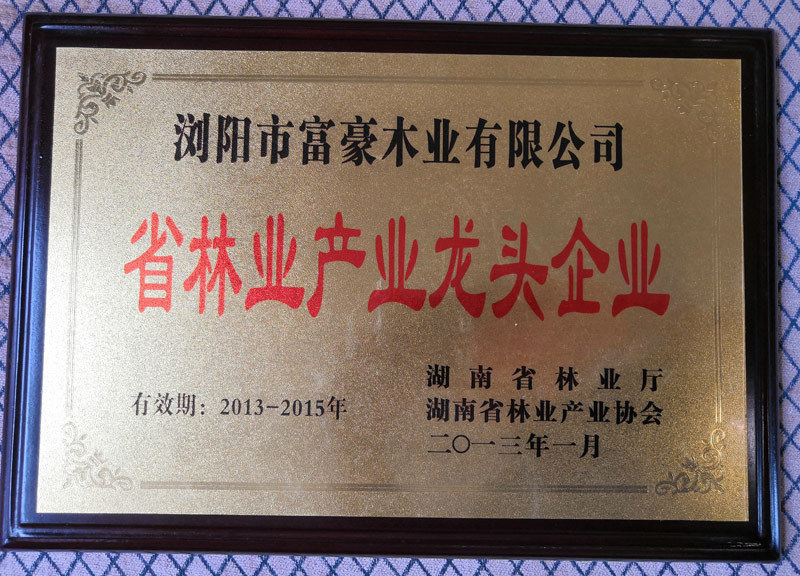 浏阳市富豪木业有限公司
省林业产业龙头企业
湖南省林业厅
有效期：2013-2015年
湖南省林业产业协会
二〇一三年一月